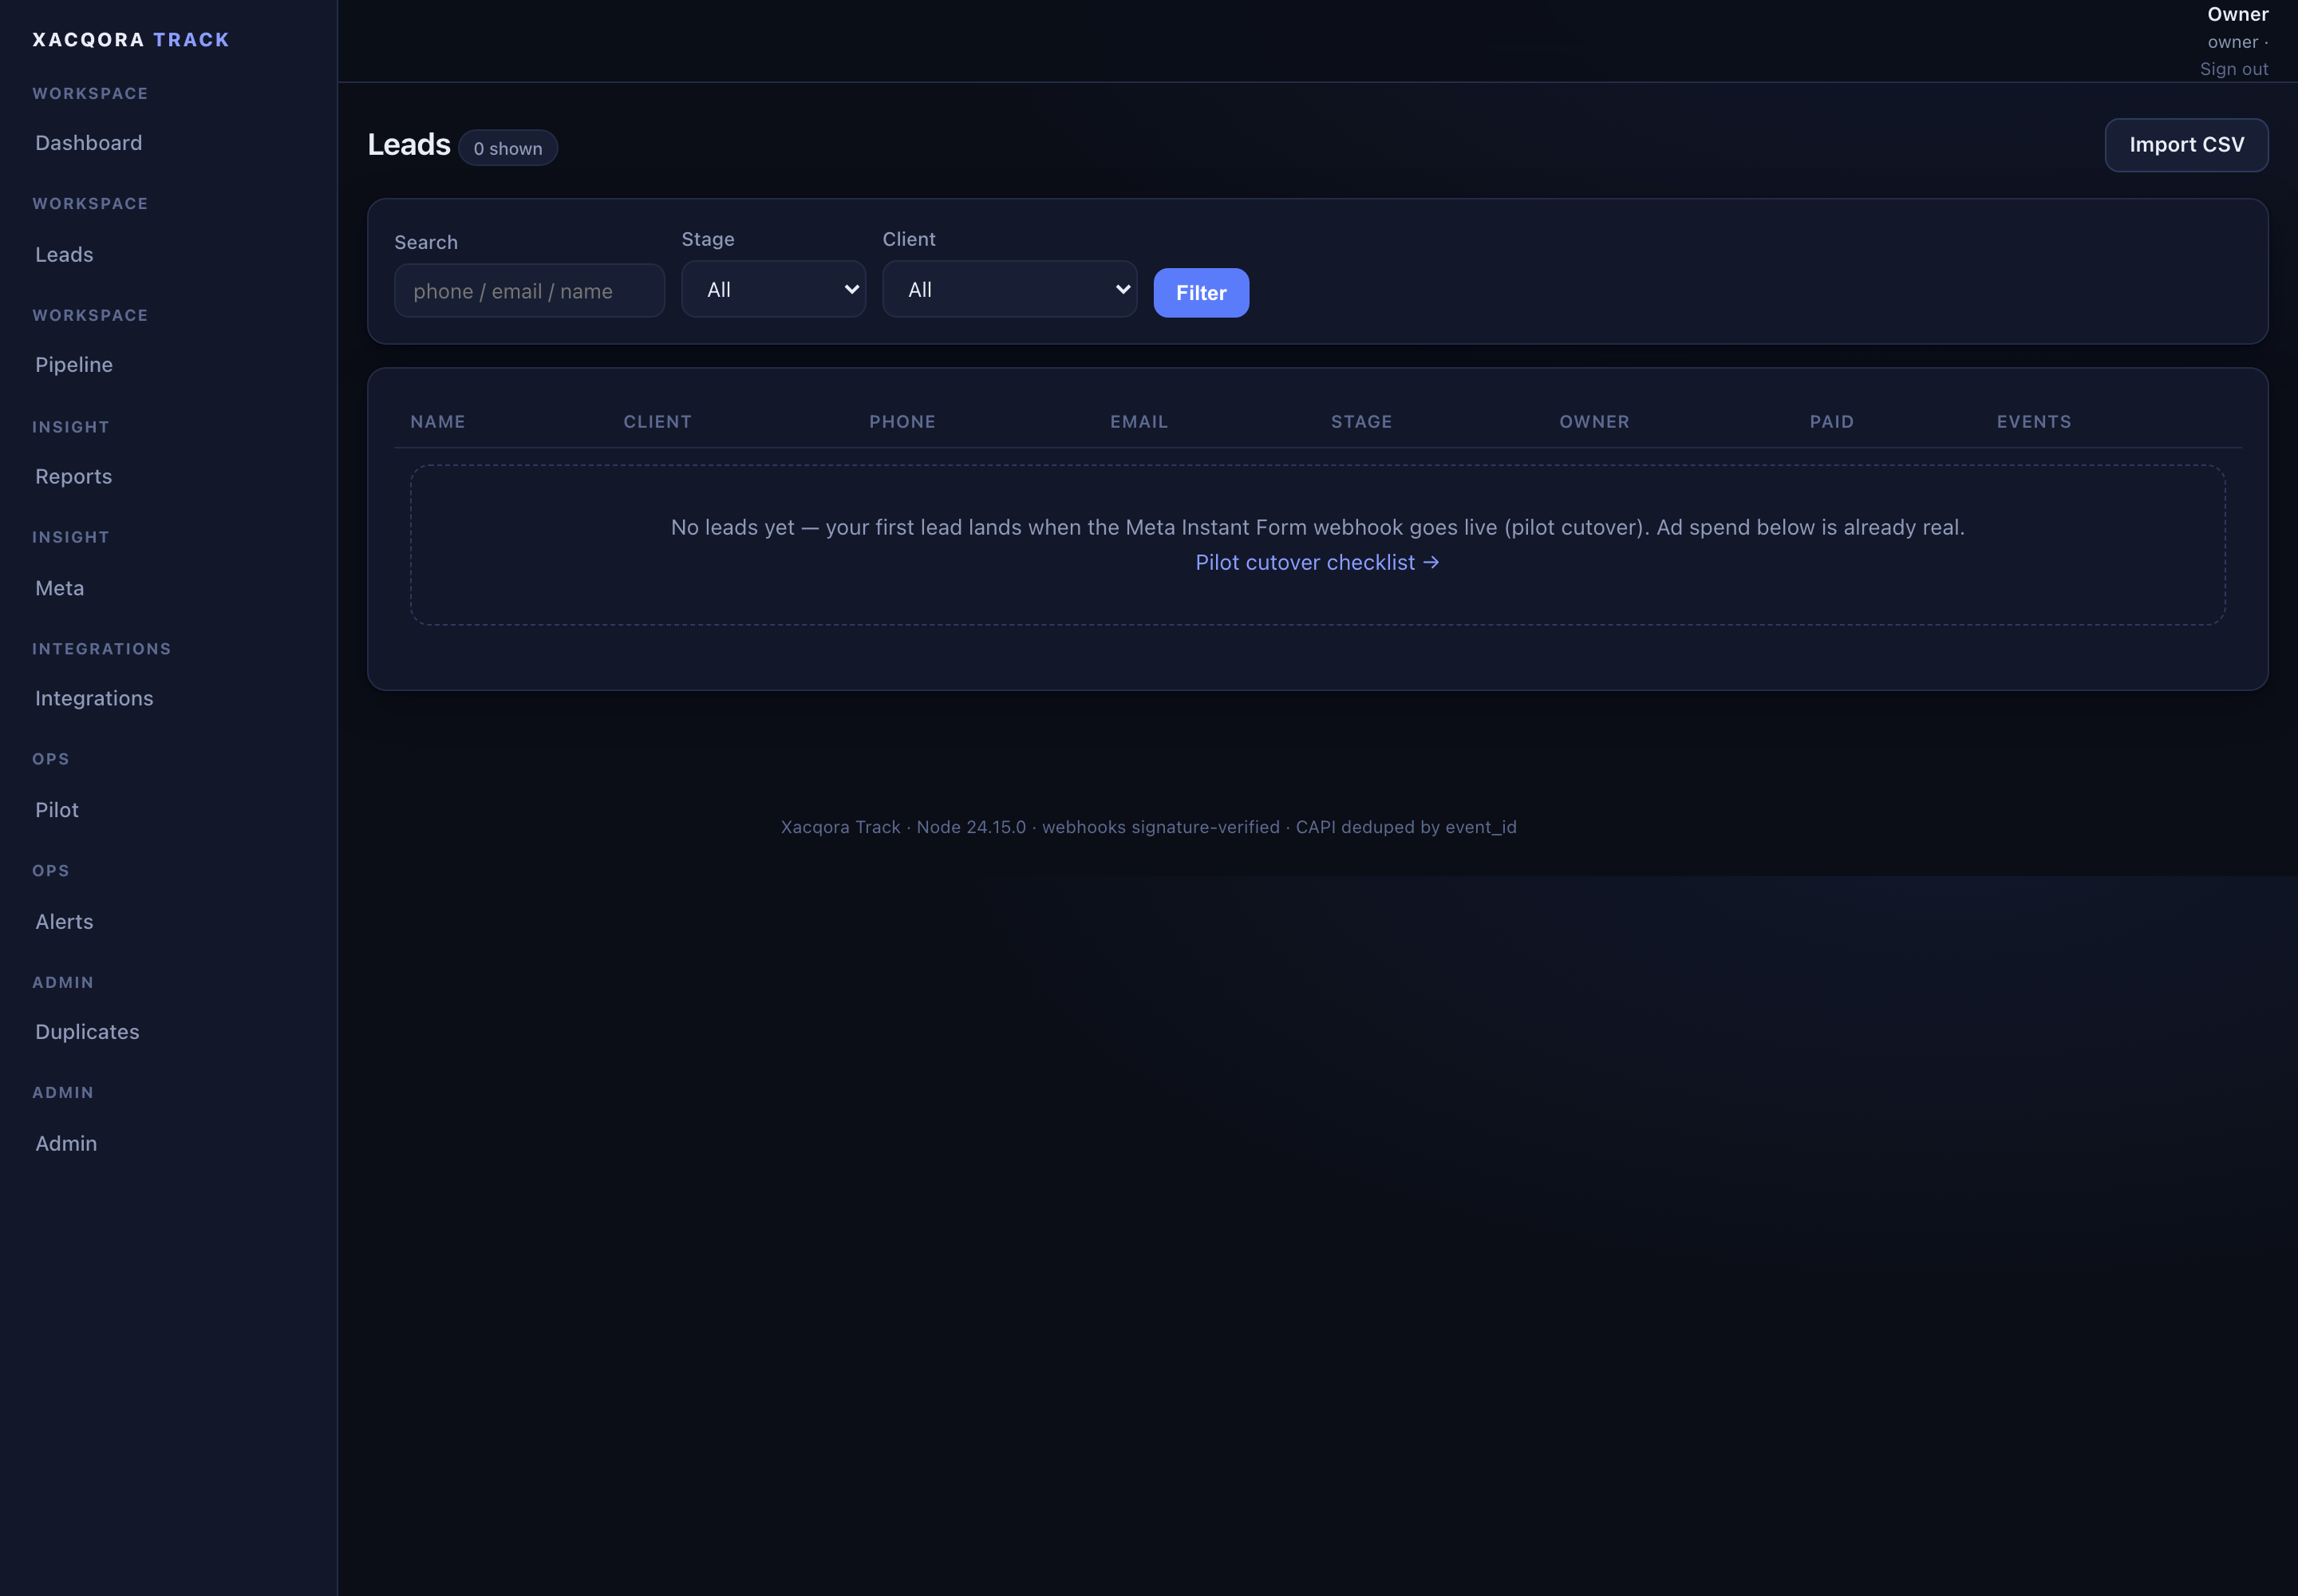 XACQORA TRACK
WORKSPACE
Dashboard
WORKSPACE
Leads
WORKSPACE
Pipeline
INSIGHT
Reports
INSIGHT
Meta
INTEGRATIONS
Integrations
OPS
Pilot
OPS
Alerts
ADMIN
Duplicates
ADMIN
Admin
Owner
owner ·
Sign out
Leads 0 shown
Import CSV
Search Stage Client
phone / email / name All All Filter
NAME CLIENT PHONE EMAIL STAGE OWNER PAID EVENTS
No leads yet — your first lead lands when the Meta Instant Form webhook goes live (pilot cutover). Ad spend below is already real.
Pilot cutover checklist →
Xacqora Track · Node 24.15.0 · webhooks signature-verified · CAPI deduped by event_id